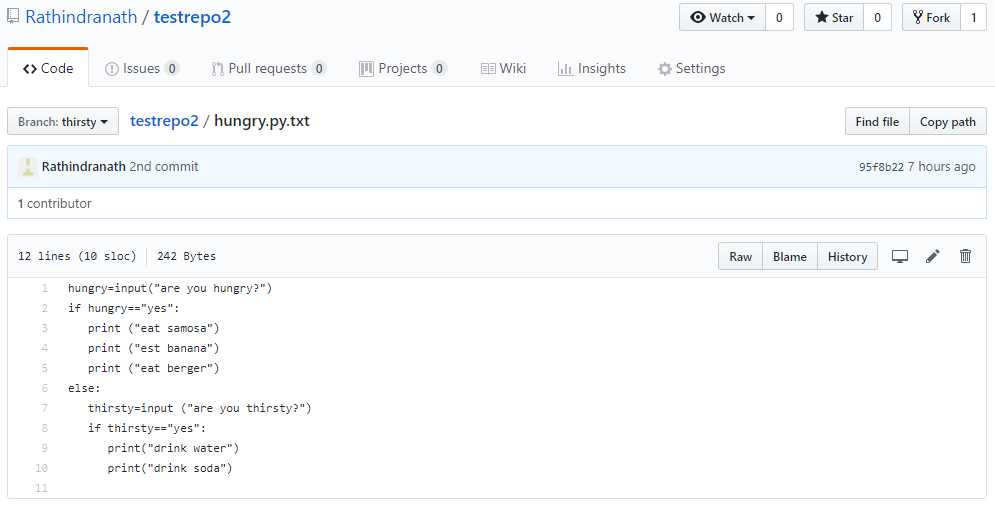 Rathindranath / testrepo2 Watch 0 Star 0 Fork 1
Code Issues 0 Pull requests 0 Projects 0 Wiki Insights Settings
Branch: thirsty testrepo2 / hungry.py.txt Find file Copy path
Rathindranath 2nd commit 95f8b22 7 hours ago
1 contributor
12 lines (10 sloc) 242 Bytes Raw Blame History
1 hungry=input("are you hungry?")
2 if hungry=="yes":
3    print ("eat samosa")
4    print ("est banana")
5    print ("eat berger")
6 else:
7    thirsty=input ("are you thirsty?")
8    if thirsty=="yes":
9       print("drink water")
10       print("drink soda")
11